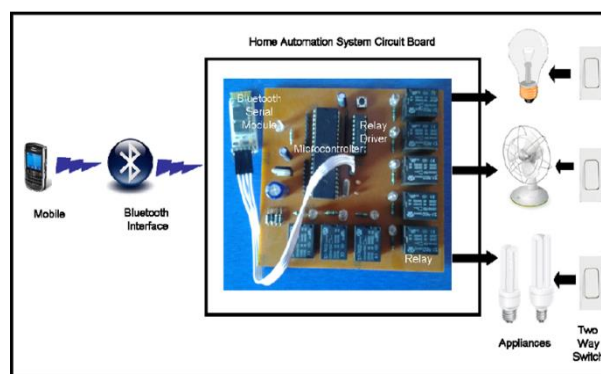 Home Automation System Circuit Board
Bluetooth
Serial
Module
Relay
Driver
Microcontroller
Relay
Mobile
Bluetooth
Interface
Appliances
Two
Way
Switch